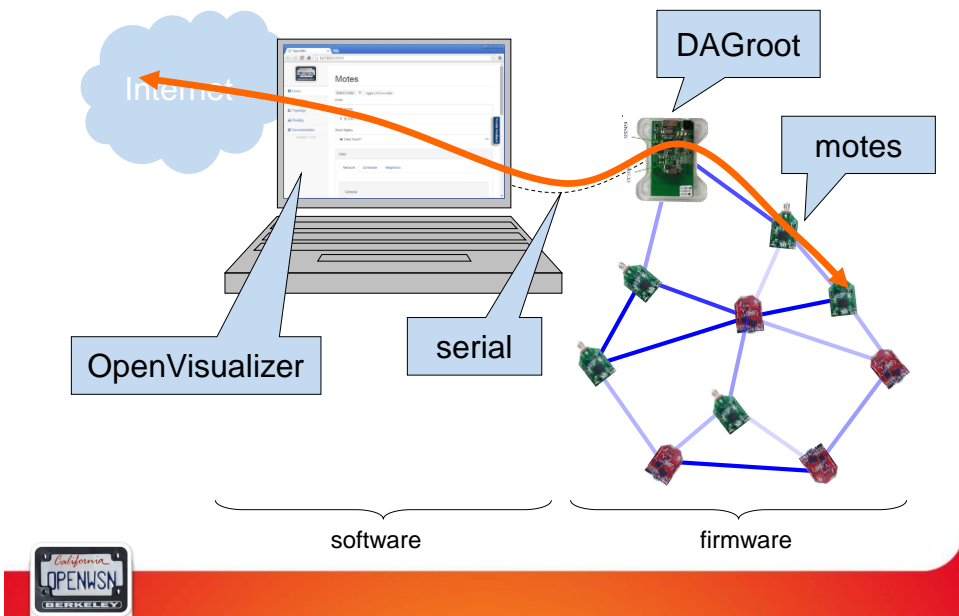 DAGroot
Internet
Motes
motes
OpenVisualizer
serial
software
firmware
California
OPENWSN
BERKELEY